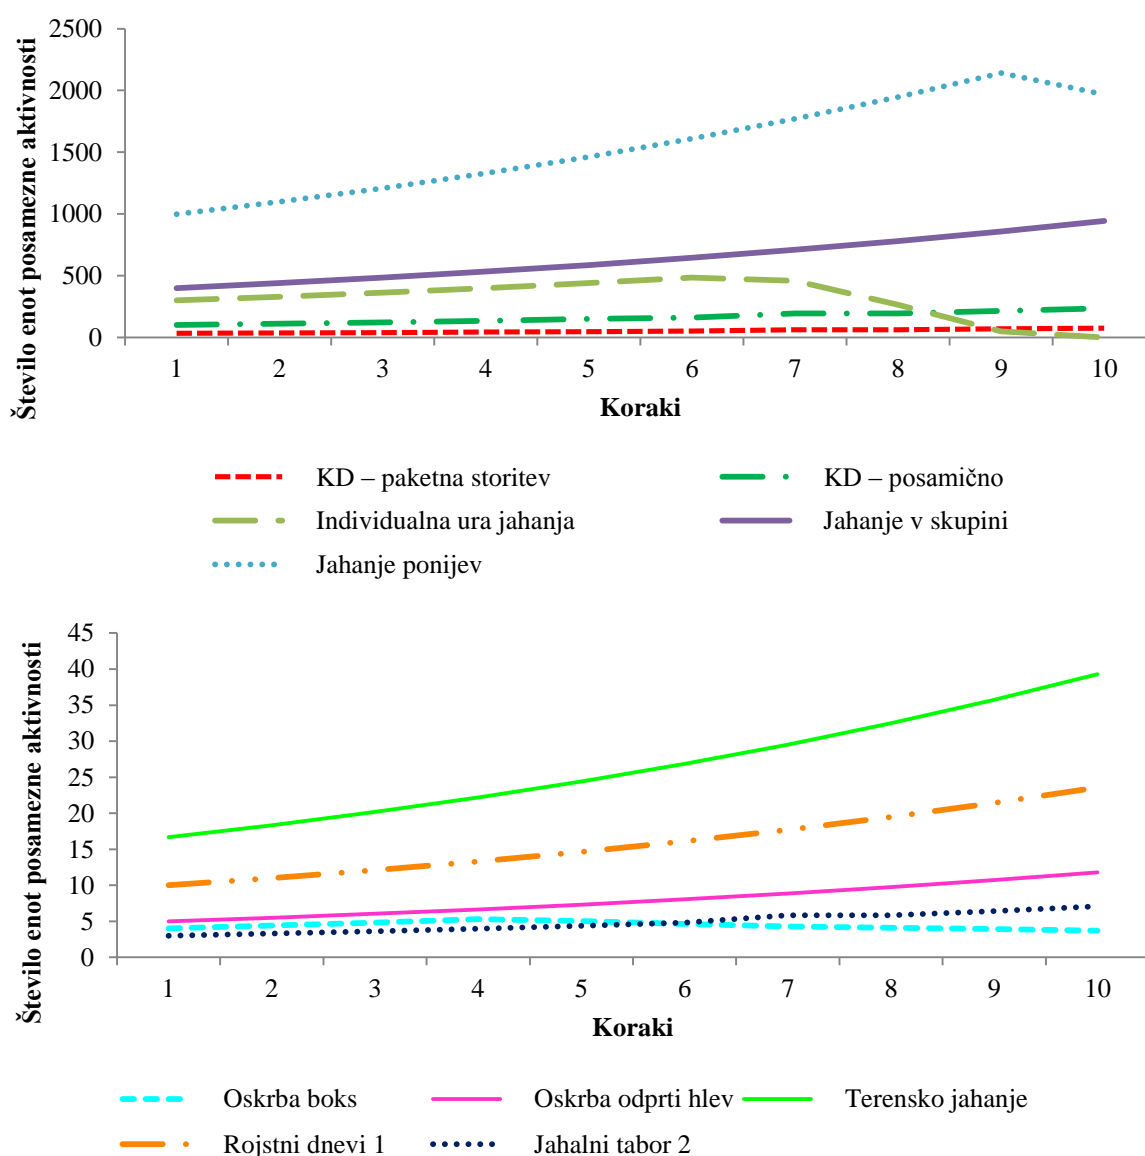 Število enot posamezne aktivnosti
2500
2000
1500
1000
500
0
1 2 3 4 5 6 7 8 9 10
Koraki
KD – paketna storitev KD – posamično
Individualna ura jahanja Jahanje v skupini
Jahanje ponijev
Število enot posamezne aktivnosti
45
40
35
30
25
20
15
10
5
0
1 2 3 4 5 6 7 8 9 10
Koraki
Oskrba boks Oskrba odprti hlev Terensko jahanje
Rojstni dnevi 1 Jahalni tabor 2